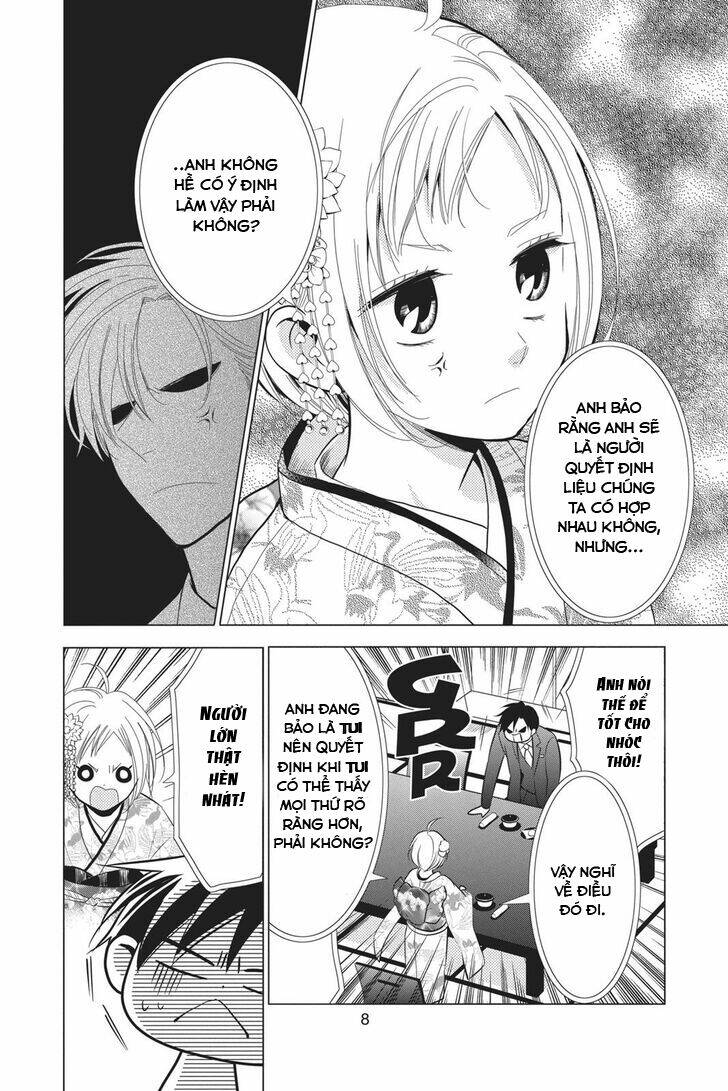 ANH BẢO
RẰNG ANH SẼ
LÀ NGƯỜI
QUYẾT ĐỊNH
LIỆU CHÚNG
TA CÓ HỢP
NHAU KHÔNG,
NHƯNG...
..ANH KHÔNG
HỀ CÓ Ý ĐỊNH
LÀM VẬY PHẢI
KHÔNG?
ANH NÓI
THẾ ĐỂ
TỐT CHO
NHÓC
THÔI!
GRR
VẬY NGHĨ
VỀ ĐIỀU
ĐÓ ĐI.
ANH ĐANG
BẢO LÀ TUI
NÊN QUYẾT
ĐỊNH KHI TUI
CÓ THỂ THẤY
MỌI THỨ RÕ
RÀNG HƠN,
PHẢI KHÔNG?
NGƯỜI
LỚN
THẬT
HÈN
NHÁT!
8